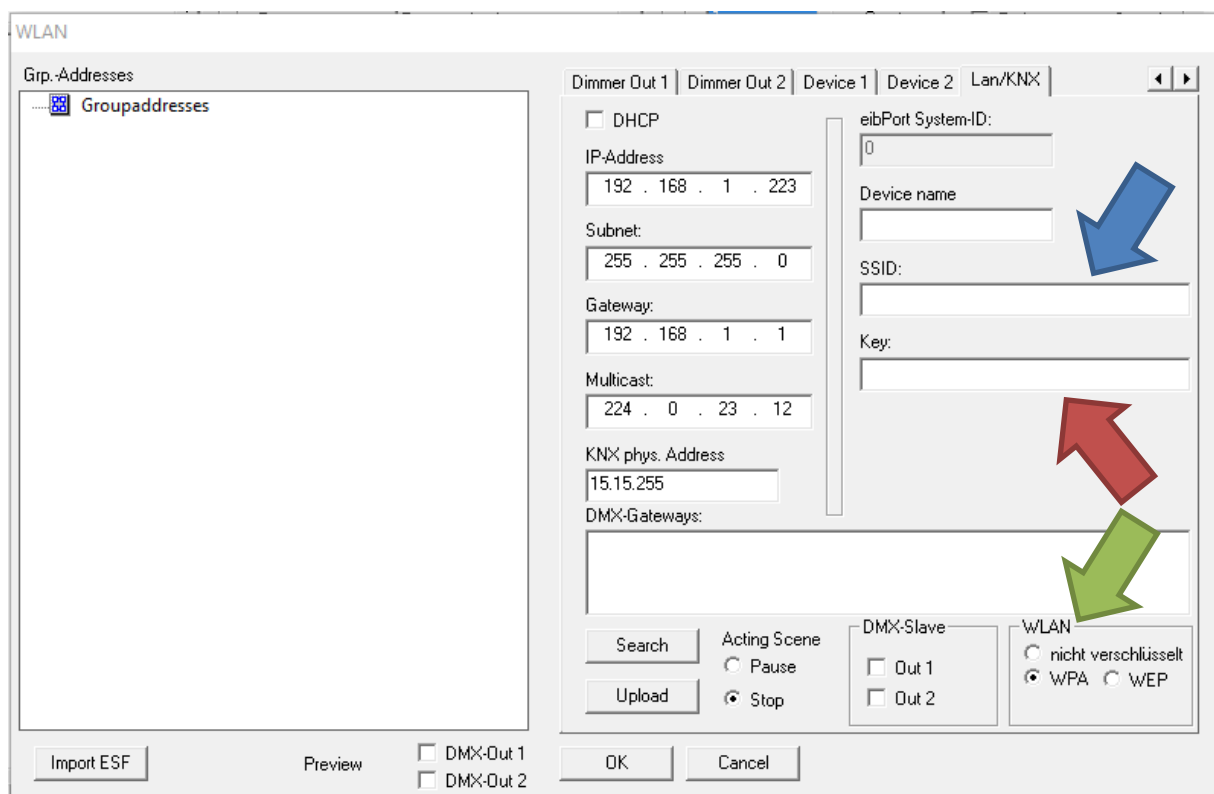 WLAN
Grp.-Addresses
Groupaddresses
Dimmer Out 1
Dimmer Out 2
Device 1
Device 2
Lan/KNX
DHCP
IP-Address
192 . 168 . 1 . 223
Subnet:
255 . 255 . 255 . 0
Gateway:
192 . 168 . 1 . 1
Multicast:
224 . 0 . 23 . 12
KNX phys. Address
15.15.255
eibPort System-ID:
0
Device name
SSID:
Key:
DMX-Gateways:
Search
Upload
Acting Scene
Pause
Stop
DMX-Slave
Out 1
Out 2
WLAN
nicht verschlüsselt
WPA
WEP
Import ESF
Preview
DMX-Out 1
DMX-Out 2
OK
Cancel